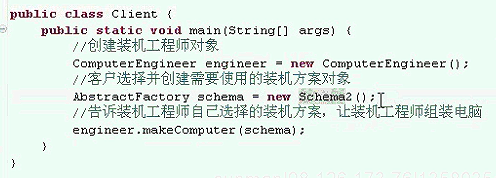 public class Client {
public static void main(String[] args) {
//创建装机工程师对象
ComputerEngineer engineer = new ComputerEngineer();
//客户选择并创建需要使用的装机方案对象
AbstractFactory schema = new Schema2();
//告诉装机工程师自己选择的装机方案，让装机工程师组装电脑
engineer.makeComputer(schema);
}
}